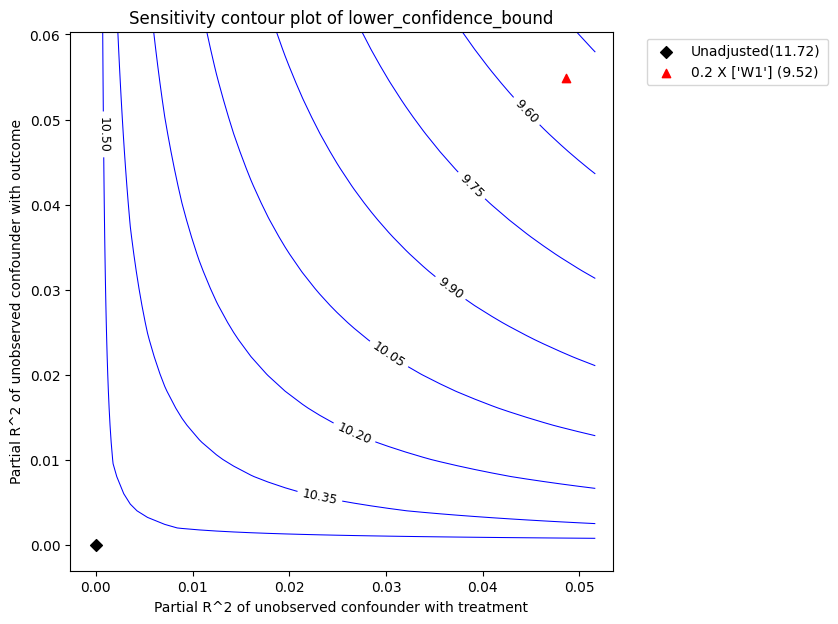 Sensitivity contour plot of lower_confidence_bound
Unadjusted(11.72)
0.2 X ['W1'] (9.52)
Partial R^2 of unobserved confounder with outcome
0.06
0.05
0.04
0.03
0.02
0.01
0.00
10.50
9.60
9.75
9.90
10.05
10.20
10.35
0.00 0.01 0.02 0.03 0.04 0.05
Partial R^2 of unobserved confounder with treatment